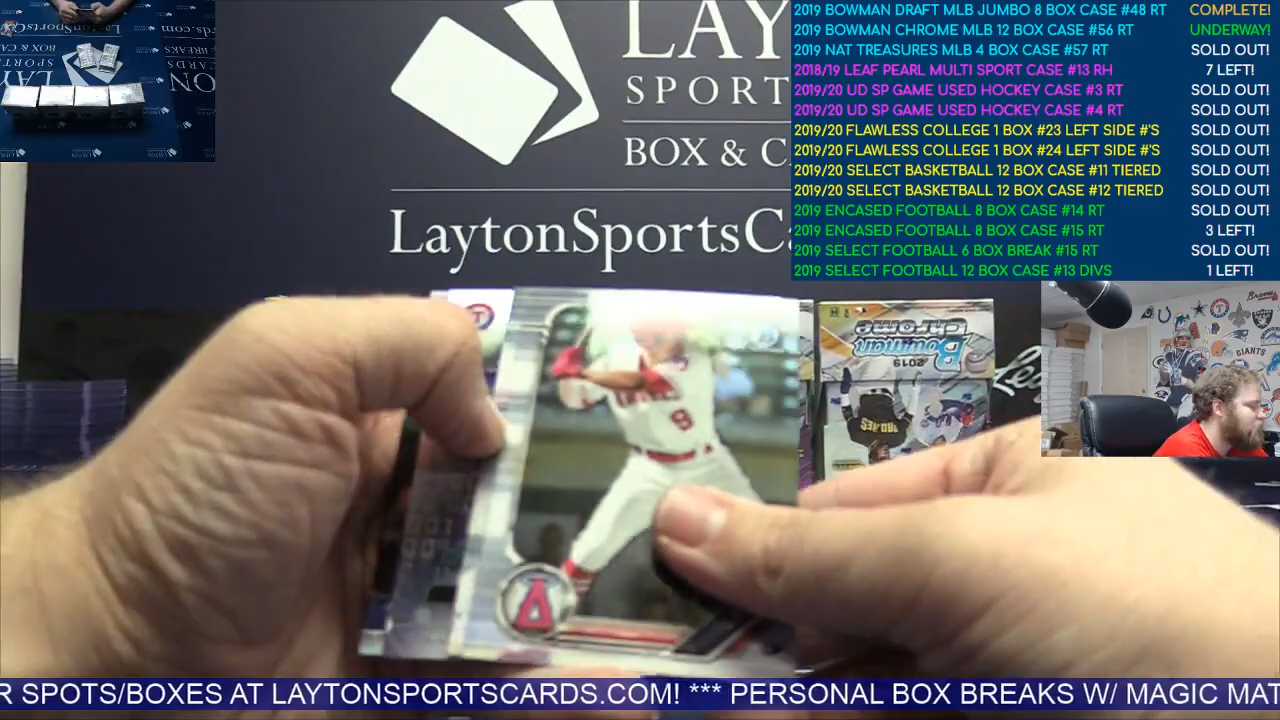 LAY
SPORT
BOX & C
LaytonSportsCa
2019 BOWMAN DRAFT MLB JUMBO 8 BOX CASE #48 RT COMPLETE!
2019 BOWMAN CHROME MLB 12 BOX CASE #56 RT UNDERWAY!
2019 NAT TREASURES MLB 4 BOX CASE #57 RT SOLD OUT!
2018/19 LEAF PEARL MULTI SPORT CASE #13 RH 7 LEFT!
2019/20 UD SP GAME USED HOCKEY CASE #3 RT SOLD OUT!
2019/20 UD SP GAME USED HOCKEY CASE #4 RT SOLD OUT!
2019/20 FLAWLESS COLLEGE 1 BOX #23 LEFT SIDE #'S SOLD OUT!
2019/20 FLAWLESS COLLEGE 1 BOX #24 LEFT SIDE #'S SOLD OUT!
2019/20 SELECT BASKETBALL 12 BOX CASE #11 TIERED SOLD OUT!
2019/20 SELECT BASKETBALL 12 BOX CASE #12 TIERED SOLD OUT!
2019 ENCASED FOOTBALL 8 BOX CASE #14 RT SOLD OUT!
2019 ENCASED FOOTBALL 8 BOX CASE #15 RT 3 LEFT!
2019 SELECT FOOTBALL 6 BOX BREAK #15 RT SOLD OUT!
2019 SELECT FOOTBALL 12 BOX CASE #13 DIVS 1 LEFT!
2019
Bowman
chrome
GIANTS
8
R SPOTS/BOXES AT LAYTONSPORTSCARDS.COM! *** PERSONAL BOX BREAKS W/ MAGIC MAT